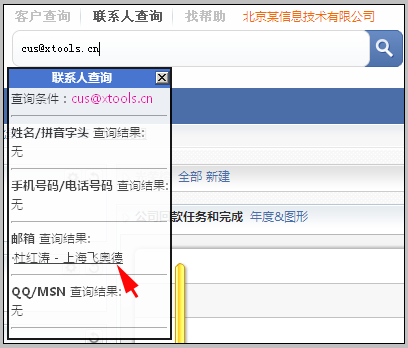 客户查询 联系人查询 找帮助 北京某信息技术有限公司
cus@xtools.cn
联系人查询
查询条件：cus@xtools.cn
姓名/拼音字头 查询结果:
无
手机号码/电话号码 查询结果:
无
全部 新建
邮箱 查询结果:
·杜红涛 - 上海飞奥德
款任务和完成 年度&图形
QQ/MSN 查询结果:
无